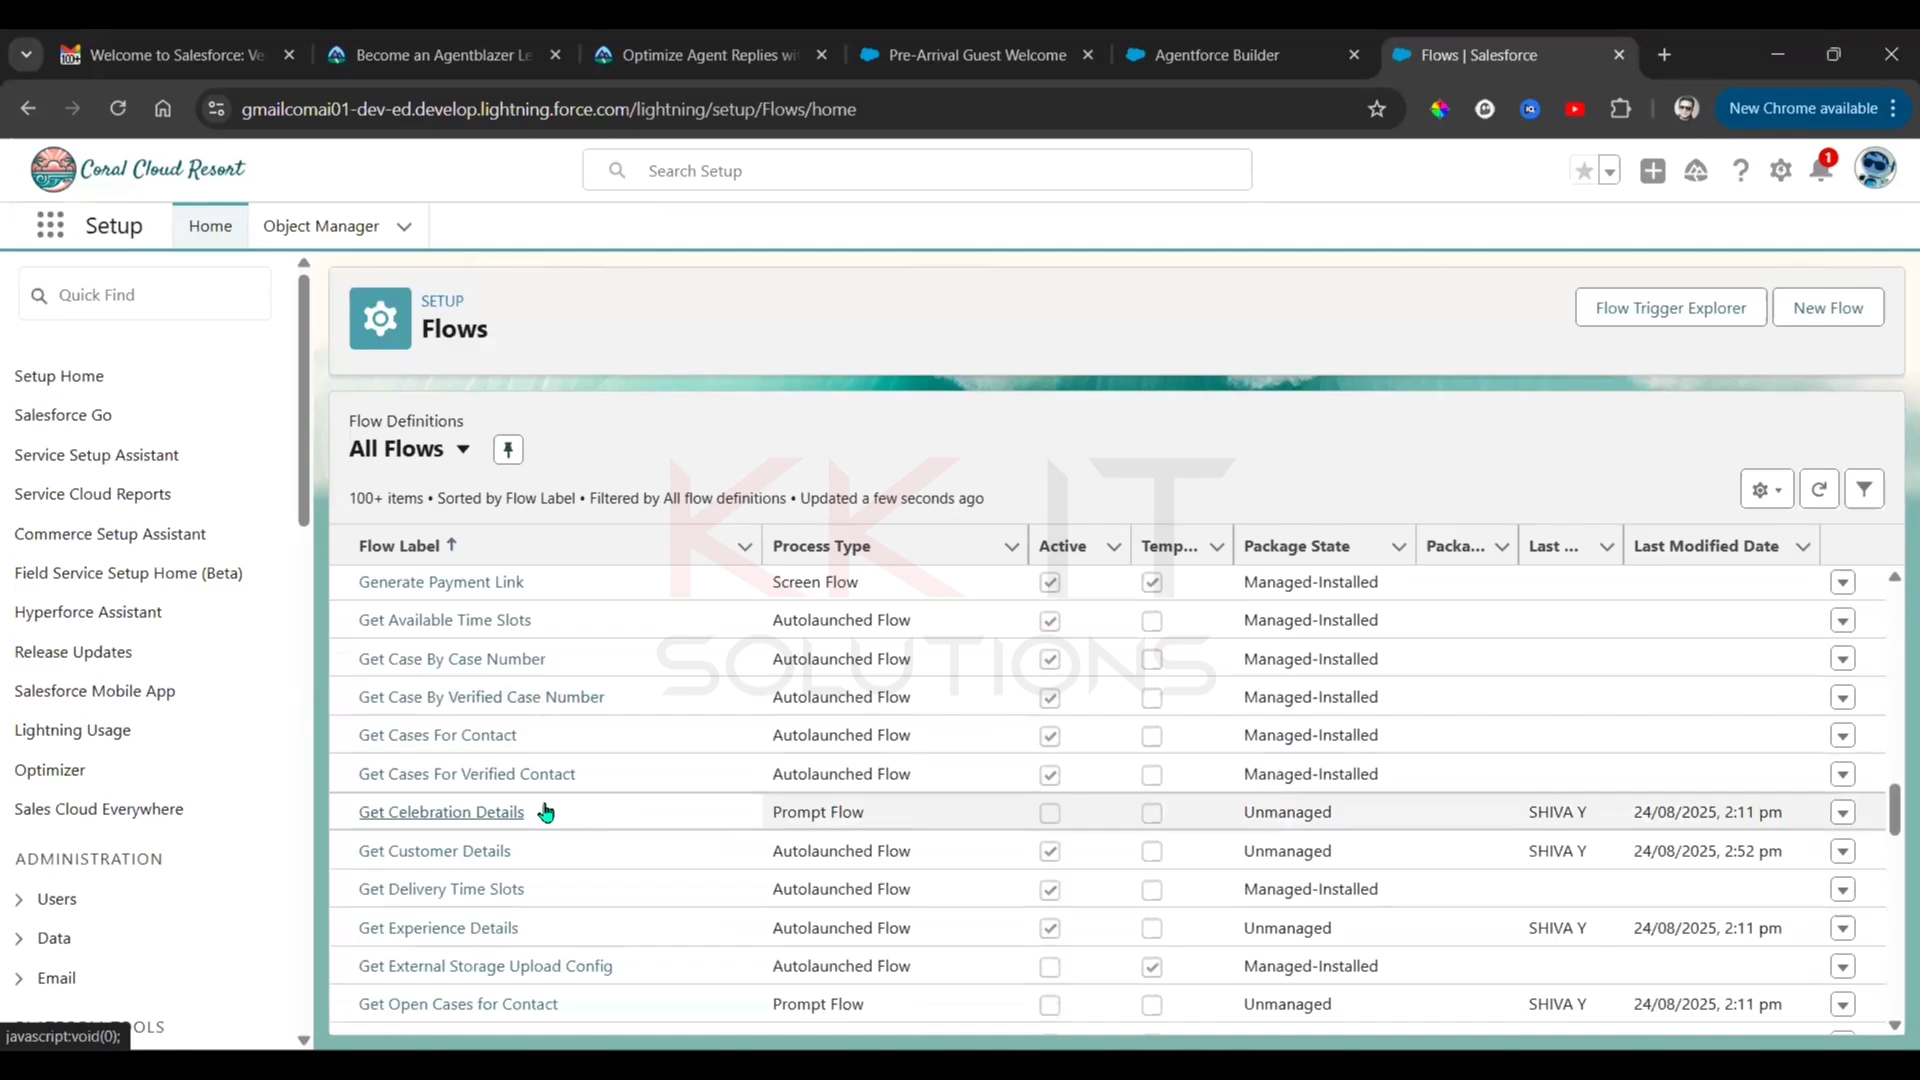 Welcome to Salesforce: Ve
Become an Agentblazer Le
Optimize Agent Replies wi
Pre-Arrival Guest Welcome
Agentforce Builder
Flows | Salesforce
gmailcomai01-dev-ed.develop.lightning.force.com/lightning/setup/Flows/home
New Chrome available
Coral Cloud Resort
Search Setup
1
Setup
Home
Object Manager
Quick Find
Setup Home
Salesforce Go
Service Setup Assistant
Service Cloud Reports
Commerce Setup Assistant
Field Service Setup Home (Beta)
Hyperforce Assistant
Release Updates
Salesforce Mobile App
Lightning Usage
Optimizer
Sales Cloud Everywhere
ADMINISTRATION
Users
Data
Email
TOOLS
javascript:void(0);
SETUP
Flows
Flow Trigger Explorer
New Flow
Flow Definitions
All Flows
100+ items • Sorted by Flow Label • Filtered by All flow definitions • Updated a few seconds ago
Flow Label Process Type Active Temp... Package State Packa... Last ... Last Modified Date
Generate Payment Link Screen Flow Managed-Installed
Get Available Time Slots Autolaunched Flow Managed-Installed
Get Case By Case Number Autolaunched Flow Managed-Installed
Get Case By Verified Case Number Autolaunched Flow Managed-Installed
Get Cases For Contact Autolaunched Flow Managed-Installed
Get Cases For Verified Contact Autolaunched Flow Managed-Installed
Get Celebration Details Prompt Flow Unmanaged SHIVA Y 24/08/2025, 2:11 pm
Get Customer Details Autolaunched Flow Unmanaged SHIVA Y 24/08/2025, 2:52 pm
Get Delivery Time Slots Autolaunched Flow Managed-Installed
Get Experience Details Autolaunched Flow Unmanaged SHIVA Y 24/08/2025, 2:11 pm
Get External Storage Upload Config Autolaunched Flow Managed-Installed
Get Open Cases for Contact Prompt Flow Unmanaged SHIVA Y 24/08/2025, 2:11 pm
KK IT
SOLUTIONS